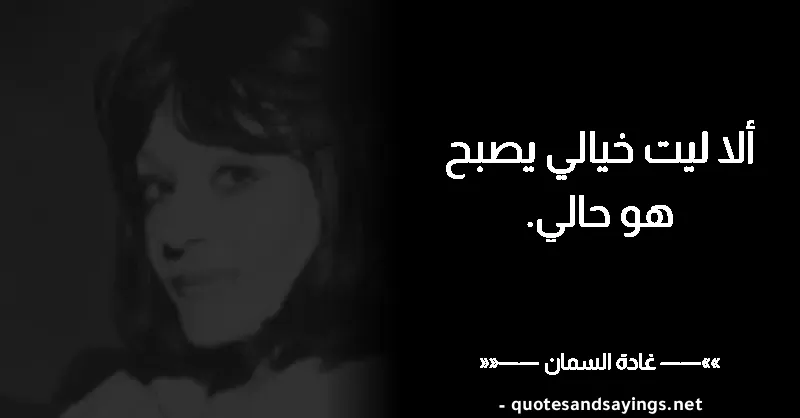 ألا ليت خيالي يصبح
هو حالي.
»»―― غادة السمان ――««
- quotesandsayings.net